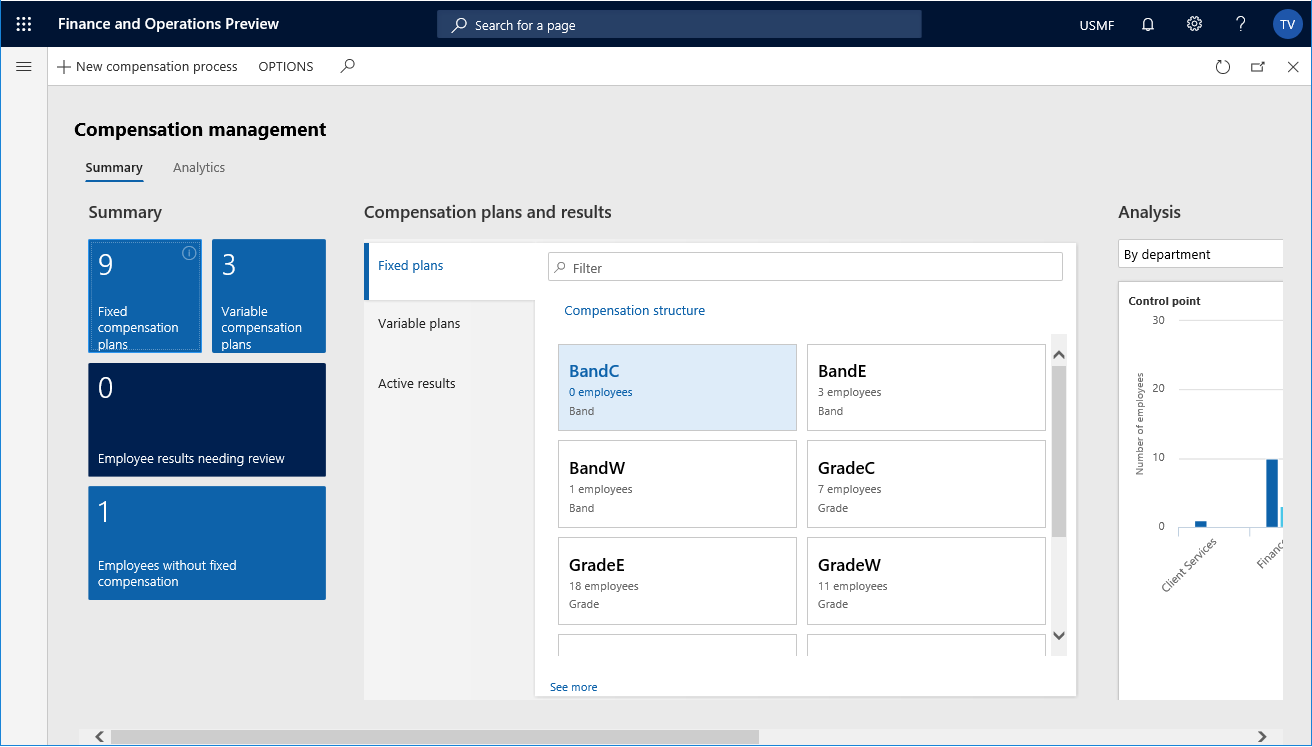 Finance and Operations Preview
Search for a page
USMF
?
TV
New compensation process
OPTIONS
Compensation management
Summary
Analytics
Summary
9
Fixed
compensation
plans
3
Variable
compensation
plans
0
Employee results needing review
1
Employees without fixed
compensation
Compensation plans and results
Fixed plans
Variable plans
Active results
Filter
Compensation structure
BandC
0 employees
Band
BandE
3 employees
Band
BandW
1 employees
Band
GradeC
7 employees
Grade
GradeE
18 employees
Grade
GradeW
11 employees
Grade
See more
Analysis
By department
Control point
30
20
10
0
Number of employees
Client Services
Financ